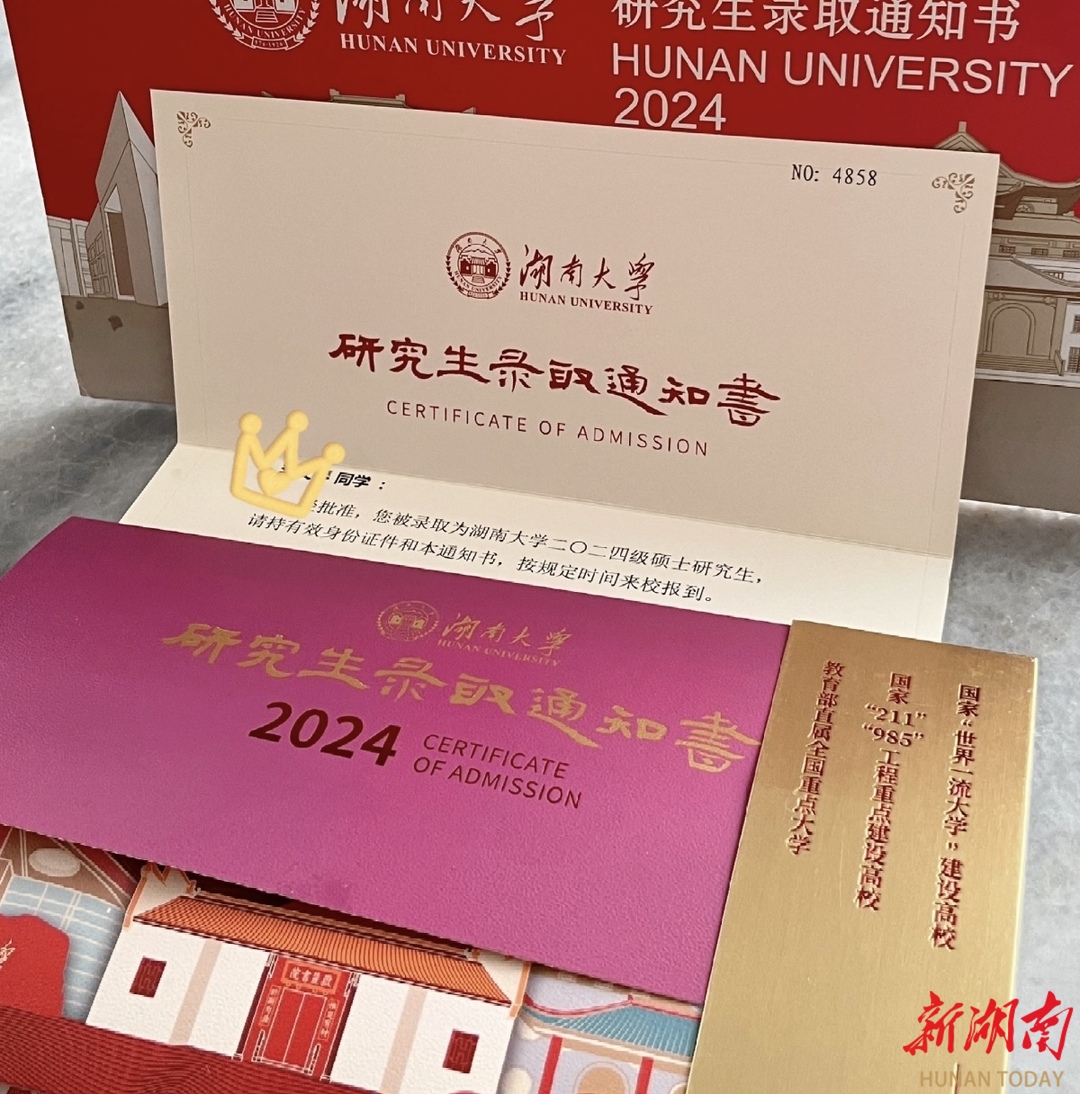 湖南大学
HUNAN UNIVERSITY
研究生录取通知书
HUNAN UNIVERSITY
2024
NO: 4858
湖南大學
HUNAN UNIVERSITY
研究生录取通知書
CERTIFICATE OF ADMISSION
同学：
批准，您被录取为湖南大学二〇二四级硕士研究生，
请持有效身份证件和本通知书，按规定时间来校报到。
湖南大學
HUNAN UNIVERSITY
研究生录取通知書
2024
CERTIFICATE
OF ADMISSION
国家“世界一流大学”建设高校
国家“211”“985”工程重点建设高校
教育部直属全国重点大学
新湖南
HUNAN TODAY